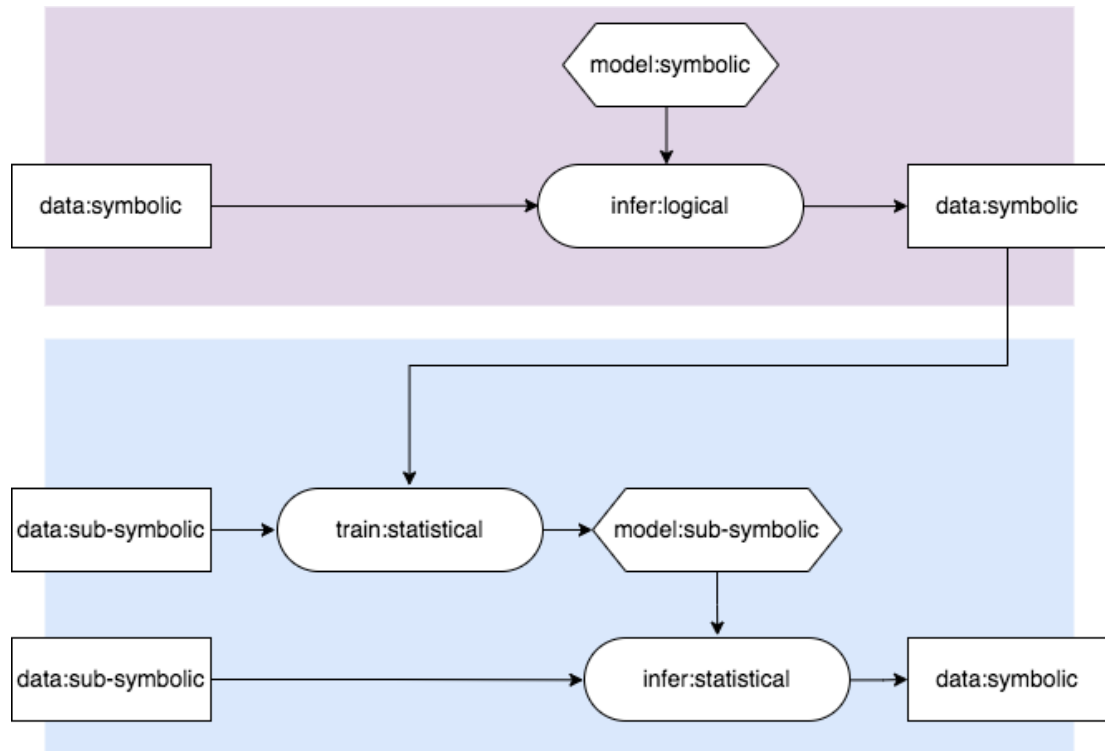 model:symbolic
data:symbolic
infer:logical
data:symbolic
data:sub-symbolic
train:statistical
model:sub-symbolic
data:sub-symbolic
infer:statistical
data:symbolic